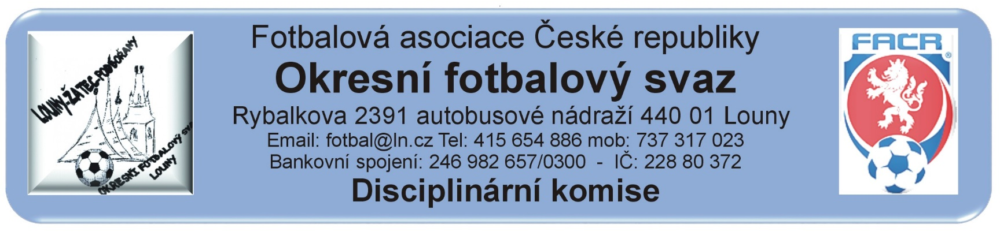 LOUNY-ŽATEC-PODBOŘANY
OKRESNÍ FOTBALOVÝ
LOUNY
Fotbalová asociace České republiky
Okresní fotbalový svaz
Rybalkova 2391 autobusové nádraží 440 01 Louny
Email: fotbal@ln.cz Tel: 415 654 886 mob: 737 317 023
Bankovní spojení: 246 982 657/0300 - IČ: 228 80 372
Disciplinární komise
FAČR
®